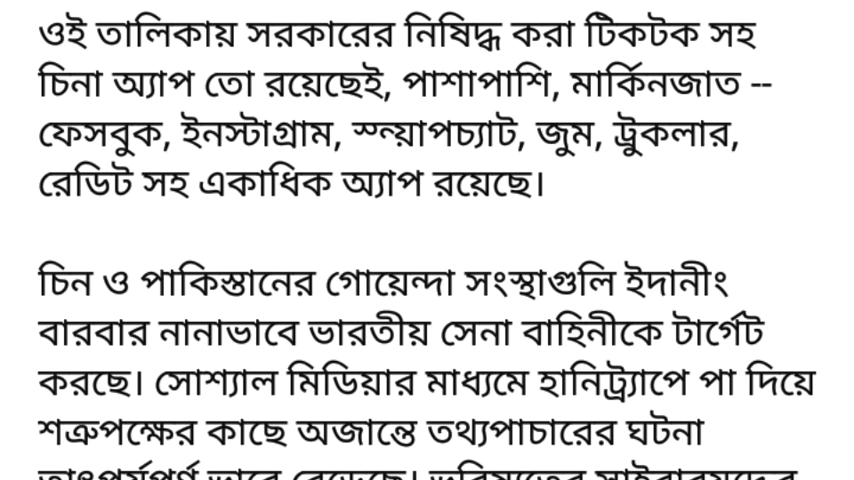 ওই তালিকায় সরকারের নিষিদ্ধ করা টিকটক সহ
চিনা অ্যাপ তো রয়েছেই, পাশাপাশি, মার্কিনজাত --
ফেসবুক, ইনস্টাগ্রাম, স্ন্যাপচ্যাট, জুম, ট্রুকলার,
রেডিট সহ একাধিক অ্যাপ রয়েছে।
চিন ও পাকিস্তানের গোয়েন্দা সংস্থাগুলি ইদানীং
বারবার নানাভাবে ভারতীয় সেনা বাহিনীকে টার্গেট
করছে। সোশ্যাল মিডিয়ার মাধ্যমে হানিট্র্যাপে পা দিয়ে
শত্রুপক্ষের কাছে অজান্তে তথ্যপাচারের ঘটনা